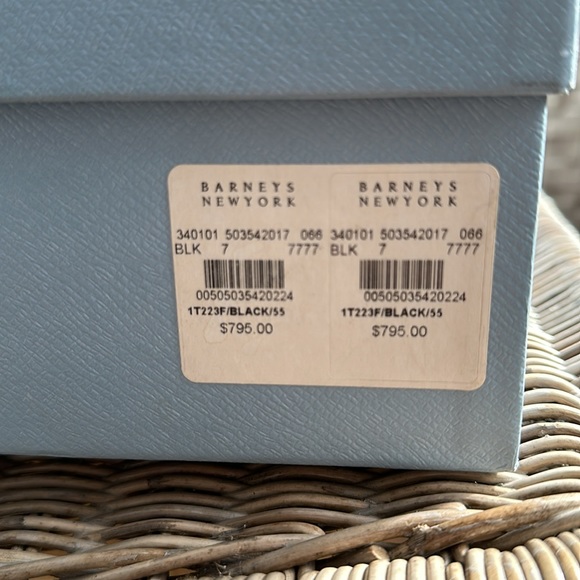 BARNEYS BARNEYS
NEWYORK NEWYORK
340101 503542017 066 340101 503542017 066
BLK 7 7777 BLK 7 7777
00505035420224 00505035420224
1T223F/BLACK/55 1T223F/BLACK/55
$795.00 $795.00